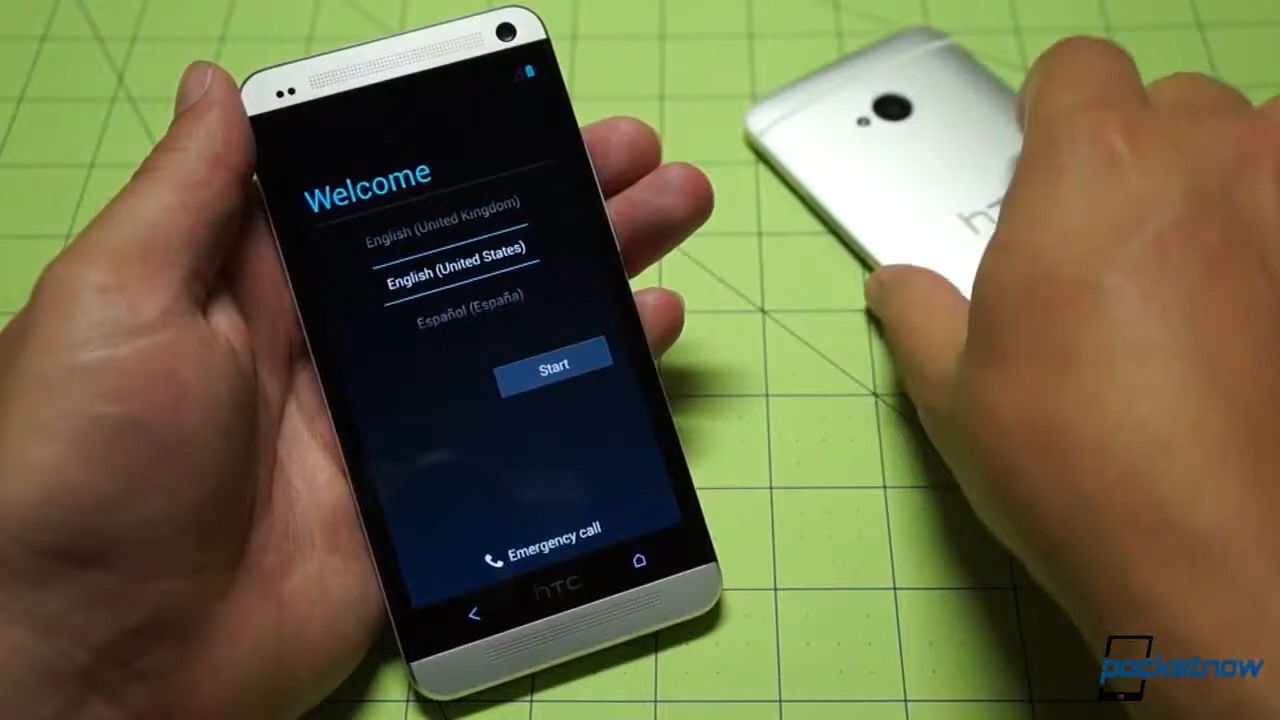 Welcome
English (United Kingdom)
English (United States)
Español (España)
Start
Emergency call
hTC
pocketnow